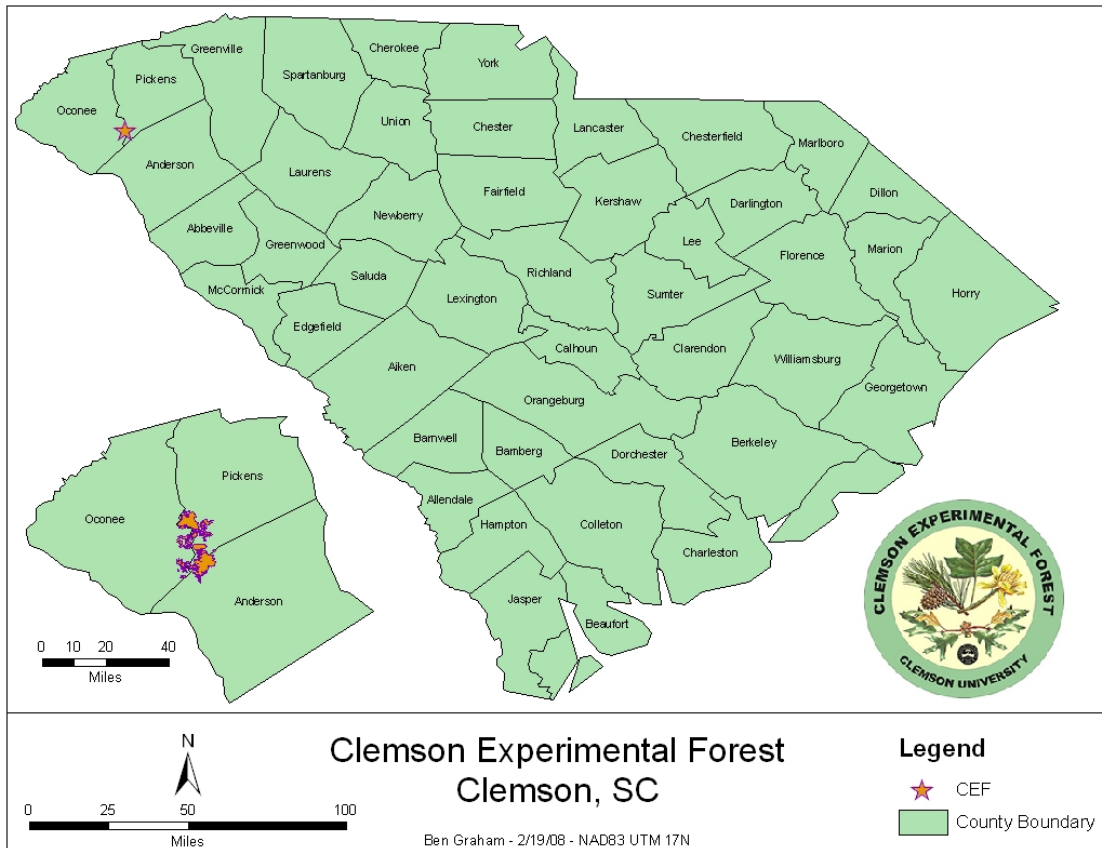 Greenville
Cherokee
York
Pickens
Spartanburg
Oconee
Union
Chester
Lancaster
Chesterfield
Marlboro
Anderson
Laurens
Fairfield
Kershaw
Darlington
Dillon
Abbeville
Greenwood
Newberry
Lee
Marion
Florence
Richland
Saluda
McCormick
Lexington
Sumter
Horry
Edgefield
Calhoun
Clarendon
Williamsburg
Aiken
Georgetown
Orangeburg
Barnwell
Bamberg
Dorchester
Berkeley
Allendale
Hampton
Colleton
Charleston
Jasper
Beaufort
Pickens
Oconee
Anderson
0 10 20 40
Miles
CLEMSON EXPERIMENTAL FOREST
CLEMSON UNIVERSITY
N
0 25 50 100
Miles
Clemson Experimental Forest
Clemson, SC
Ben Graham - 2/19/08 - NAD83 UTM 17N
Legend
CEF
County Boundary